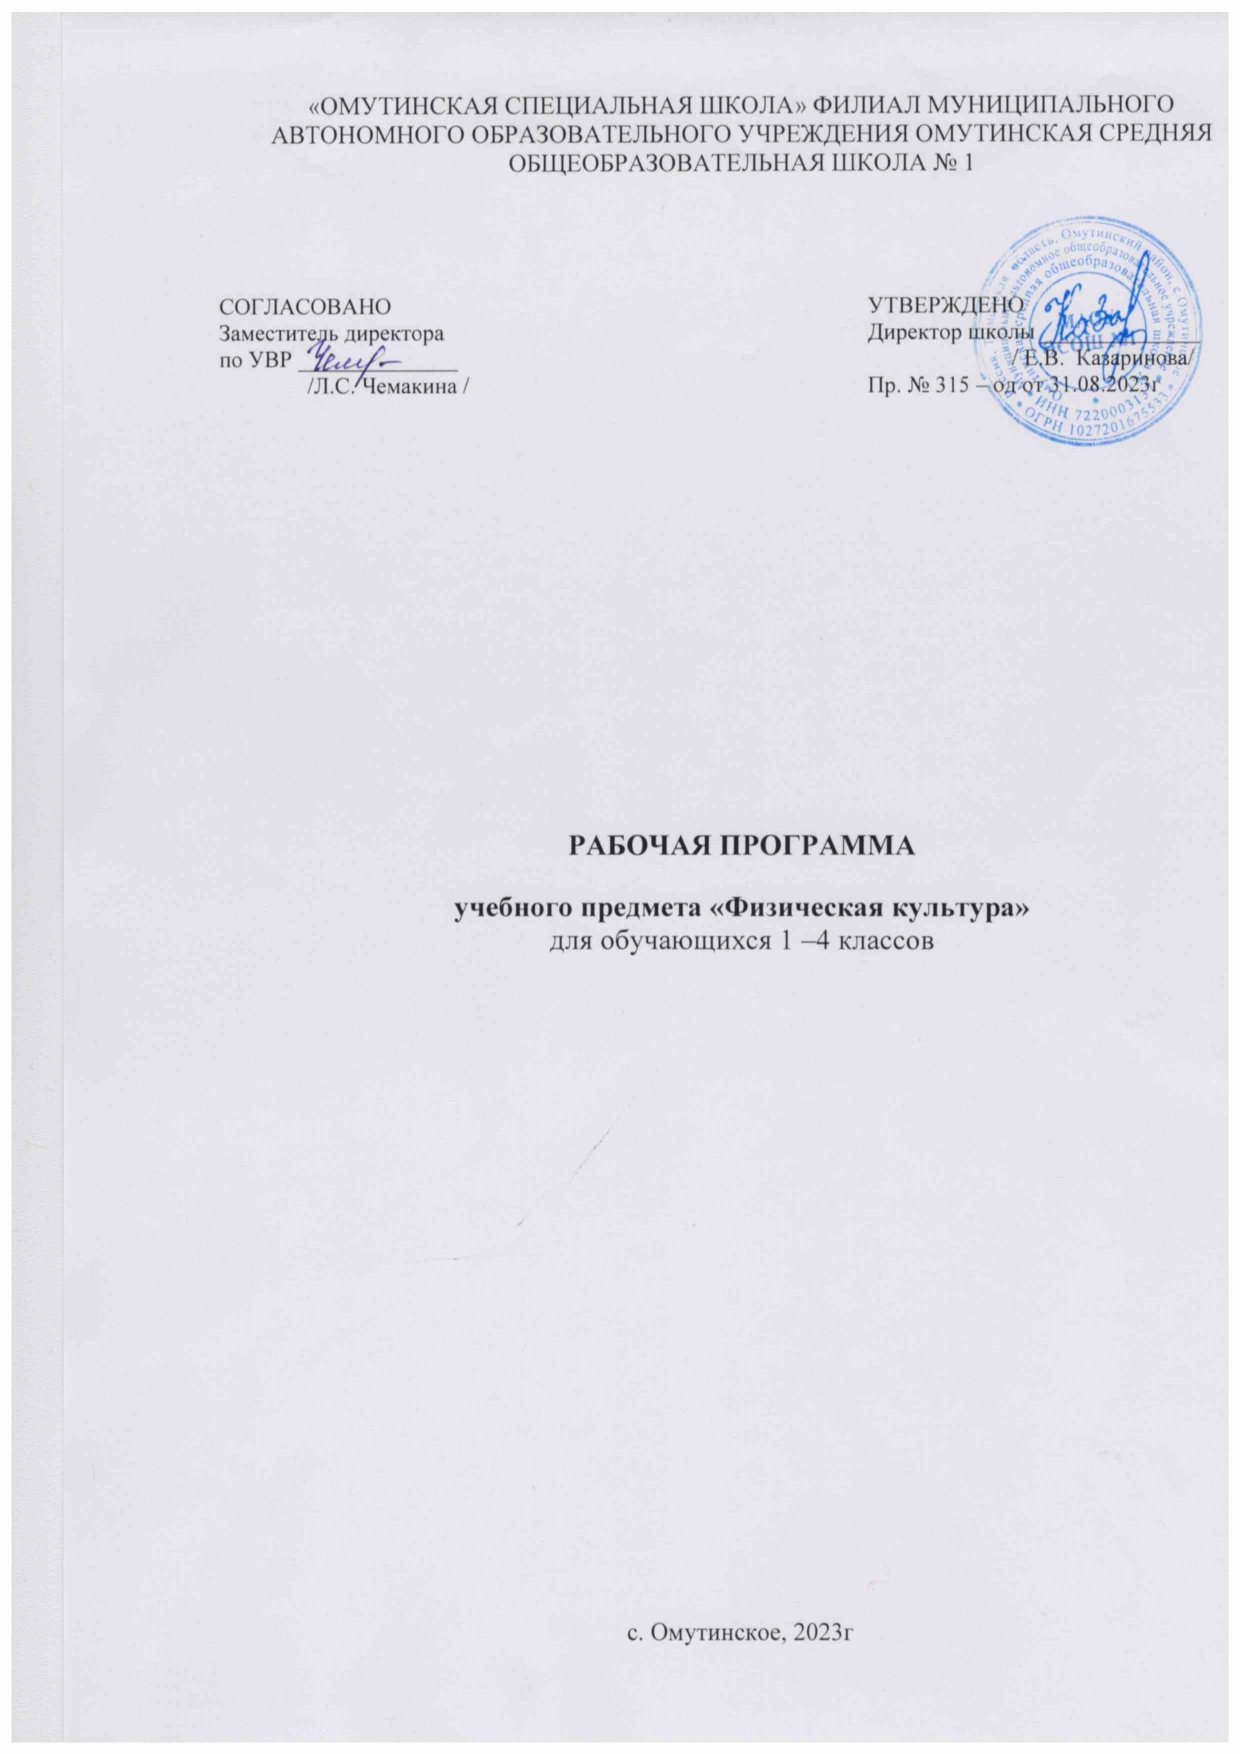 «ОМУТИНСКАЯ СПЕЦИАЛЬНАЯ ШКОЛА» ФИЛИАЛ МУНИЦИПАЛЬНОГО
АВТОНОМНОГО ОБРАЗОВАТЕЛЬНОГО УЧРЕЖДЕНИЯ ОМУТИНСКАЯ СРЕДНЯЯ
ОБЩЕОБРАЗОВАТЕЛЬНАЯ ШКОЛА № 1
СОГЛАСОВАНО
Заместитель директора
по УВР
/Л.С. Чемакина /
УТВЕРЖДЕНО
Директор школы
/ Е.В. Казаринова/
Пр. № 315 – од от 31.08.2023г
ОГРН 1027201675533
РАБОЧАЯ ПРОГРАММА
учебного предмета «Физическая культура»
для обучающихся 1 –4 классов
с. Омутинское, 2023г